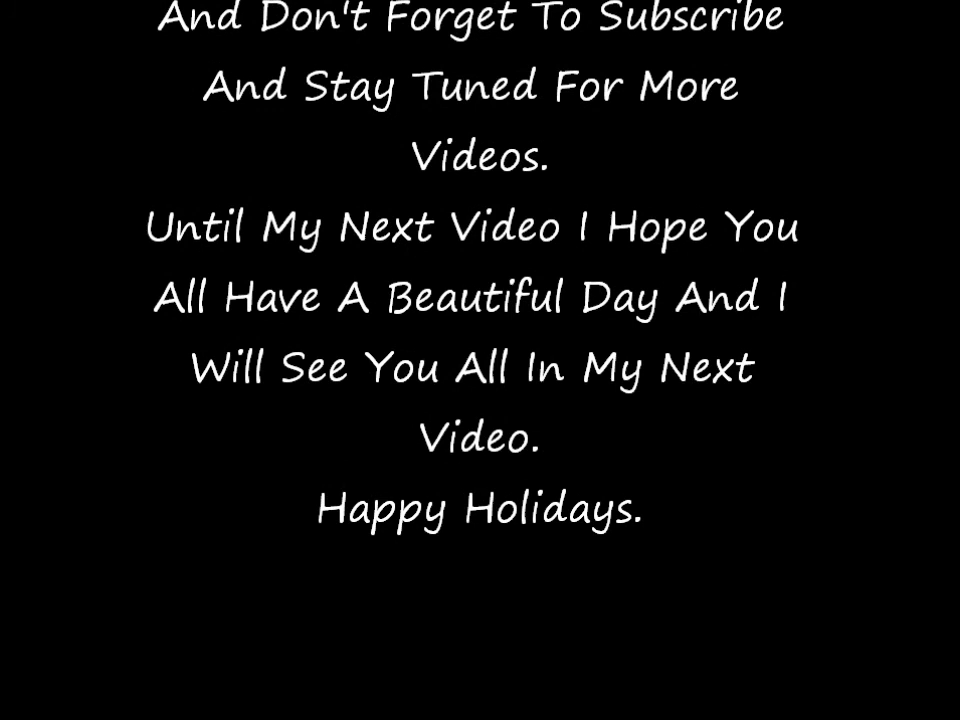 And Don't Forget To Subscribe
And Stay Tuned For More
Videos.
Until My Next Video I Hope You
All Have A Beautiful Day And I
Will See You All In My Next
Video.
Happy Holidays.